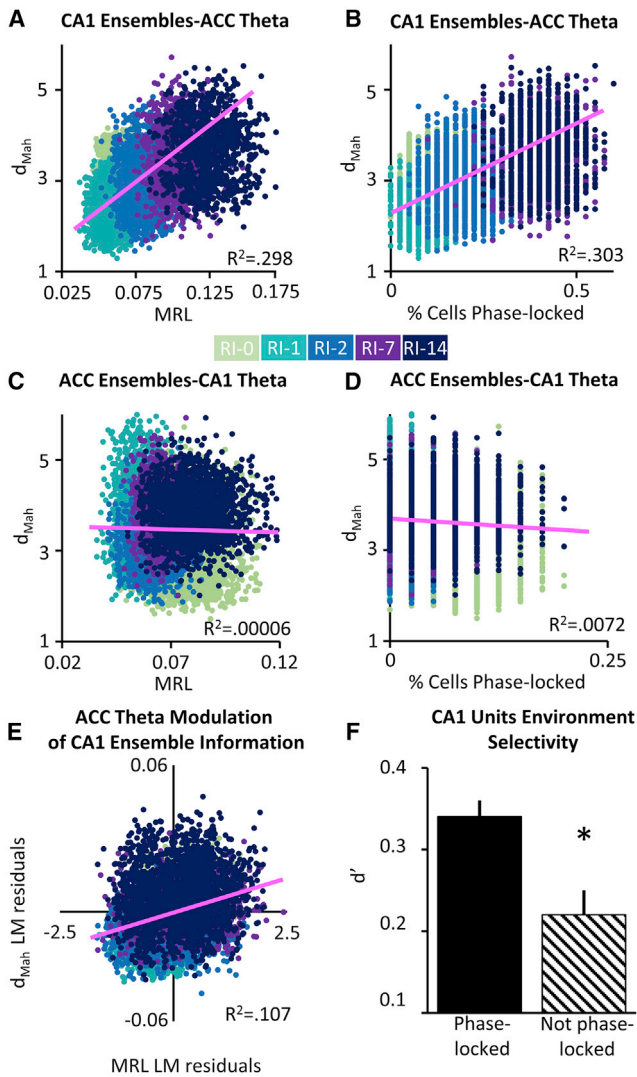 A
CA1 Ensembles-ACC Theta
5
3
1
d_Mah
0.025
0.075
0.125
0.175
MRL
R²=.298
B
CA1 Ensembles-ACC Theta
5
3
1
d_Mah
0
0.5
% Cells Phase-locked
R²=.303
RI-0 RI-1 RI-2 RI-7 RI-14
C
ACC Ensembles-CA1 Theta
5
3
1
d_Mah
0.02
0.07
0.12
MRL
R²=.00006
D
ACC Ensembles-CA1 Theta
5
3
1
d_Mah
0
0.25
% Cells Phase-locked
R²=.0072
E
ACC Theta Modulation
of CA1 Ensemble Information
0.06
-2.5
2.5
-0.06
d_Mah LM residuals
R²=.107
MRL LM residuals
F
CA1 Units Environment
Selectivity
0.4
0.3
0.2
0.1
d'
*
Phase-
locked
Not phase-
locked